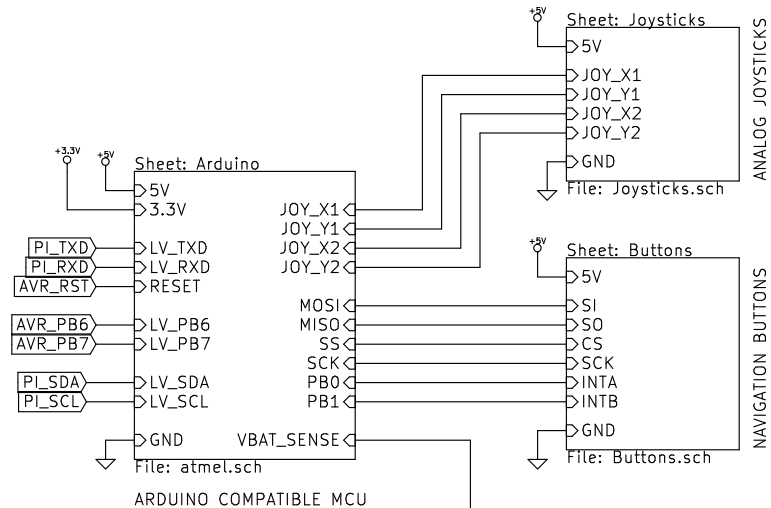 +5V
Sheet: Joysticks
5V
JOY_X1
JOY_Y1
JOY_X2
JOY_Y2
GND
File: Joysticks.sch
ANALOG JOYSTICKS
+3.3V
+5V
Sheet: Arduino
5V
3.3V
JOY_X1
JOY_Y1
PI_TXD
LV_TXD
JOY_X2
PI_RXD
LV_RXD
JOY_Y2
AVR_RST
RESET
MOSI
AVR_PB6
LV_PB6
MISO
AVR_PB7
LV_PB7
SS
SCK
PI_SDA
LV_SDA
PB0
PI_SCL
LV_SCL
PB1
GND
VBAT_SENSE
File: atmel.sch
ARDUINO COMPATIBLE MCU
+5V
Sheet: Buttons
5V
SI
SO
CS
SCK
INTA
INTB
GND
File: Buttons.sch
NAVIGATION BUTTONS